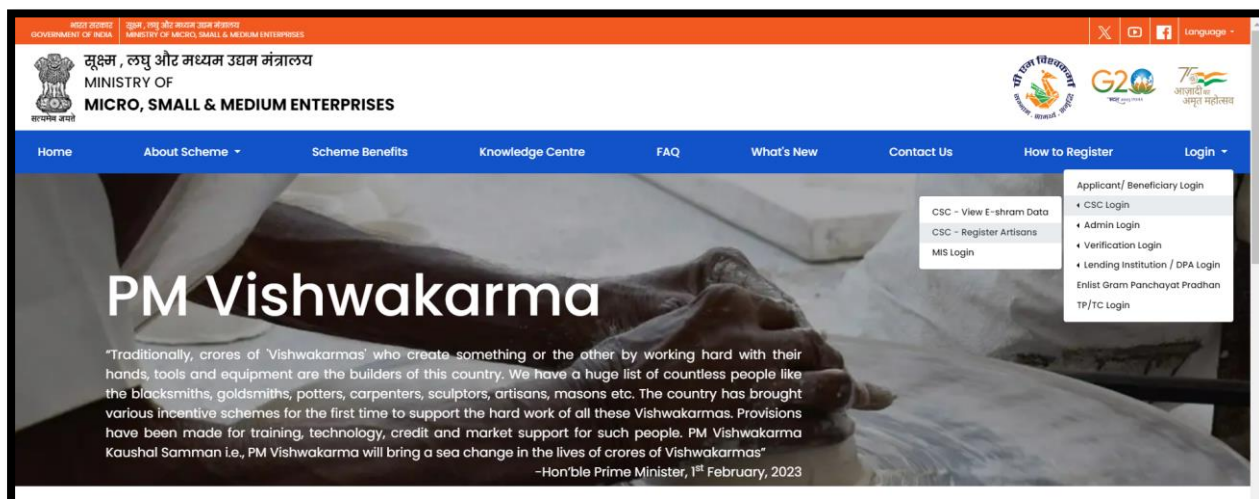 भारत सरकार
GOVERNMENT OF INDIA
सूक्ष्म, लघु और मध्यम उद्यम मंत्रालय
MINISTRY OF MICRO, SMALL & MEDIUM ENTERPRISES
Language
सूक्ष्म, लघु और मध्यम उद्यम मंत्रालय
MINISTRY OF
MICRO, SMALL & MEDIUM ENTERPRISES
सत्यमेव जयते
पी एम विश्वकर्मा
सम्मान, सामर्थ्य, समृद्धि
G20
आज़ादी का
अमृत महोत्सव
Home About Scheme Scheme Benefits Knowledge Centre FAQ What's New Contact Us How to Register Login
Applicant/ Beneficiary Login
CSC Login
Admin Login
Verification Login
Lending Institution / DPA Login
Enlist Gram Panchayat Pradhan
TP/TC Login
CSC - View E-shram Data
CSC - Register Artisans
MIS Login
PM Vishwakarma
"Traditionally, crores of 'Vishwakarmas' who create something or the other by working hard with their
hands, tools and equipment are the builders of this country. We have a huge list of countless people like
the blacksmiths, goldsmiths, potters, carpenters, sculptors, artisans, masons etc. The country has brought
various incentive schemes for the first time to support the hard work of all these Vishwakarmas. Provisions
have been made for training, technology, credit and market support for such people. PM Vishwakarma
Kaushal Samman i.e., PM Vishwakarma will bring a sea change in the lives of crores of Vishwakarmas"
-Hon'ble Prime Minister, 1st February, 2023